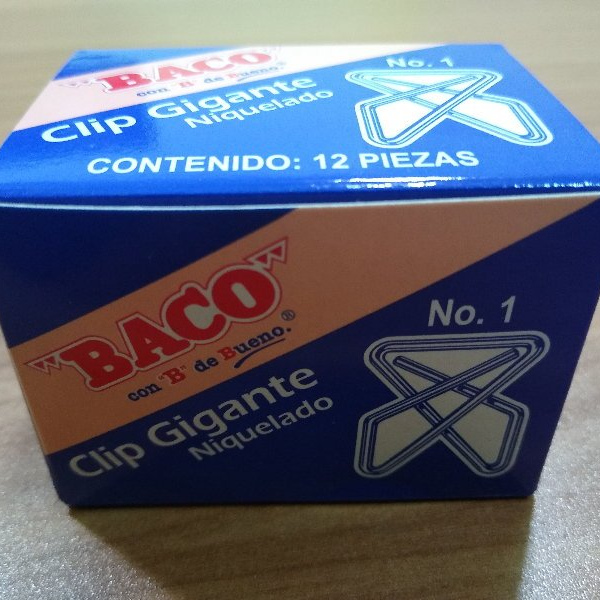 "BACO"
con "B" de Bueno.
No. 1
Clip Gigante
Niquelado
CONTENIDO: 12 PIEZAS
"BACO"
con "B" de Bueno.®
No. 1
Clip Gigante
Niquelado